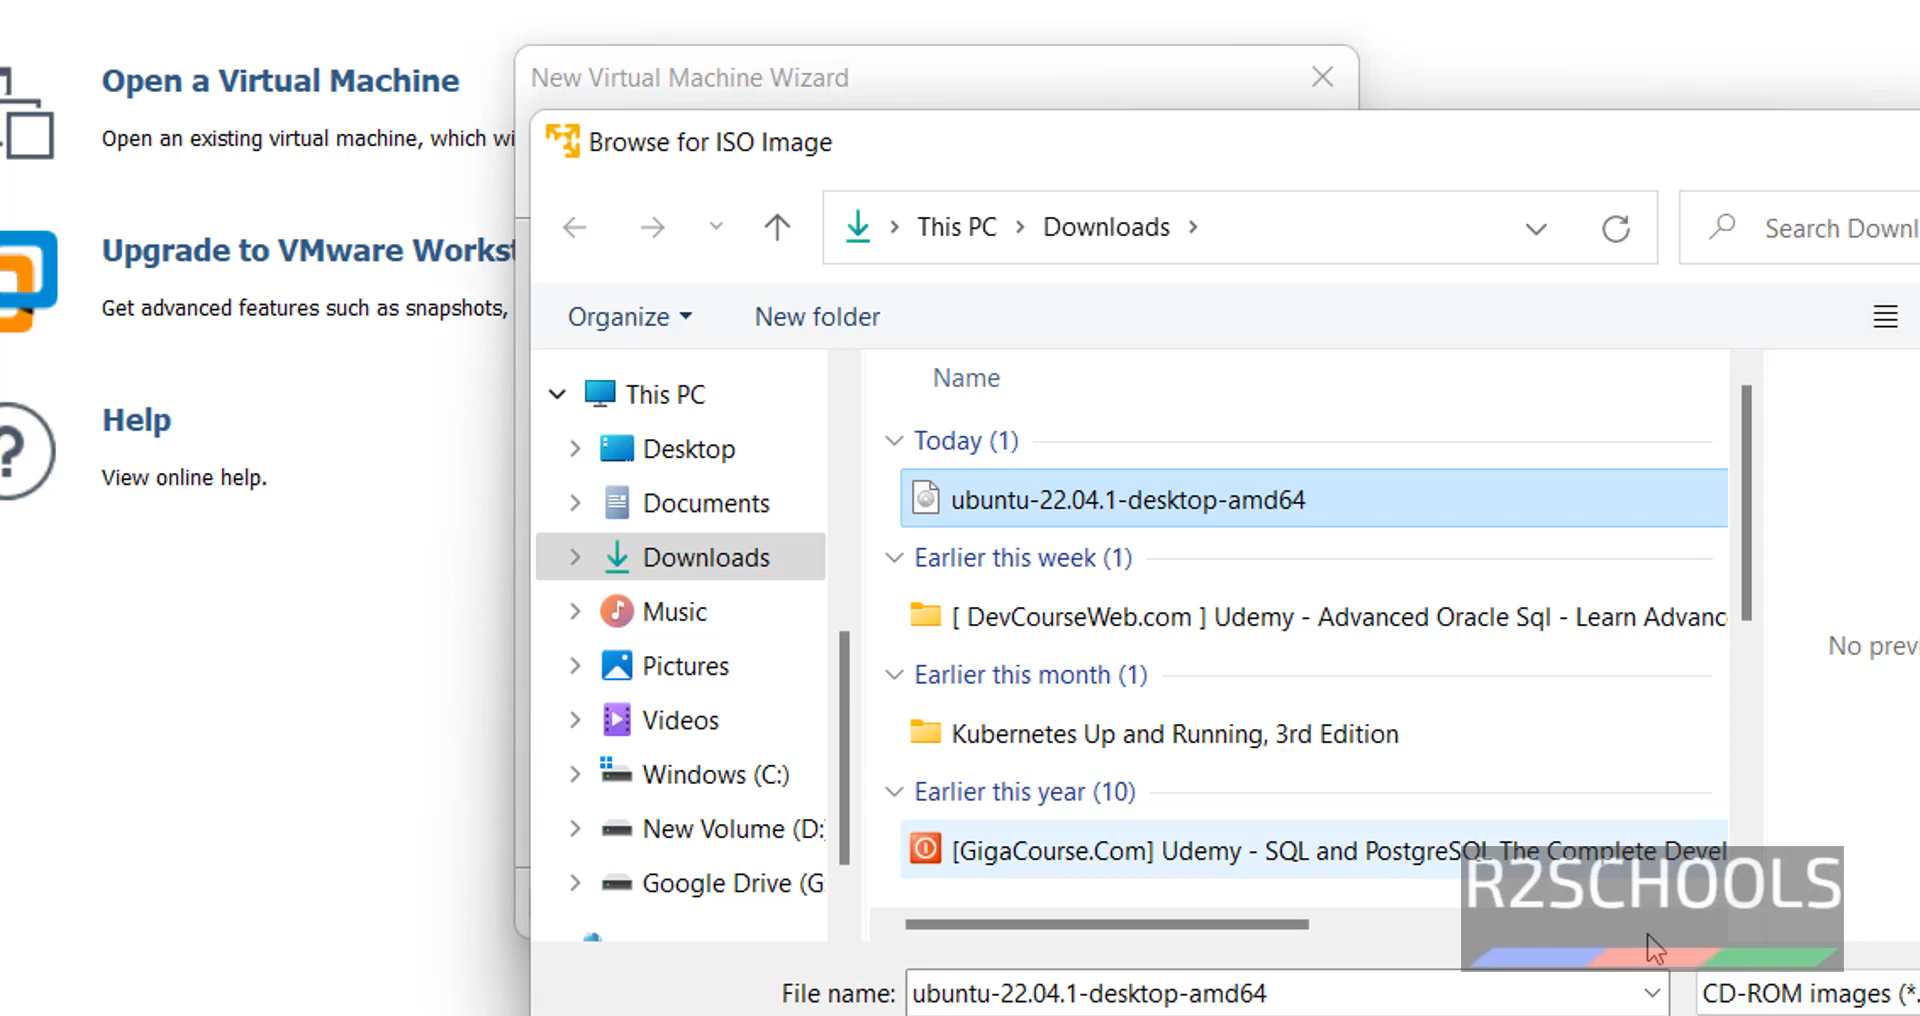 Open a Virtual Machine
Open an existing virtual machine, which wi
Upgrade to VMware Workst
Get advanced features such as snapshots,
Help
View online help.
New Virtual Machine Wizard
Browse for ISO Image
This PC
Downloads
Search Downl
Organize
New folder
This PC
Desktop
Documents
Downloads
Music
Pictures
Videos
Windows (C:)
New Volume (D:
Google Drive (G
Name
Today (1)
ubuntu-22.04.1-desktop-amd64
Earlier this week (1)
[ DevCourseWeb.com ] Udemy - Advanced Oracle Sql - Learn Advanc
Earlier this month (1)
Kubernetes Up and Running, 3rd Edition
Earlier this year (10)
[GigaCourse.Com] Udemy - SQL and PostgreSQL The Complete Devel
No previ
R2SCHOOLS
File name:
ubuntu-22.04.1-desktop-amd64
CD-ROM images (*.